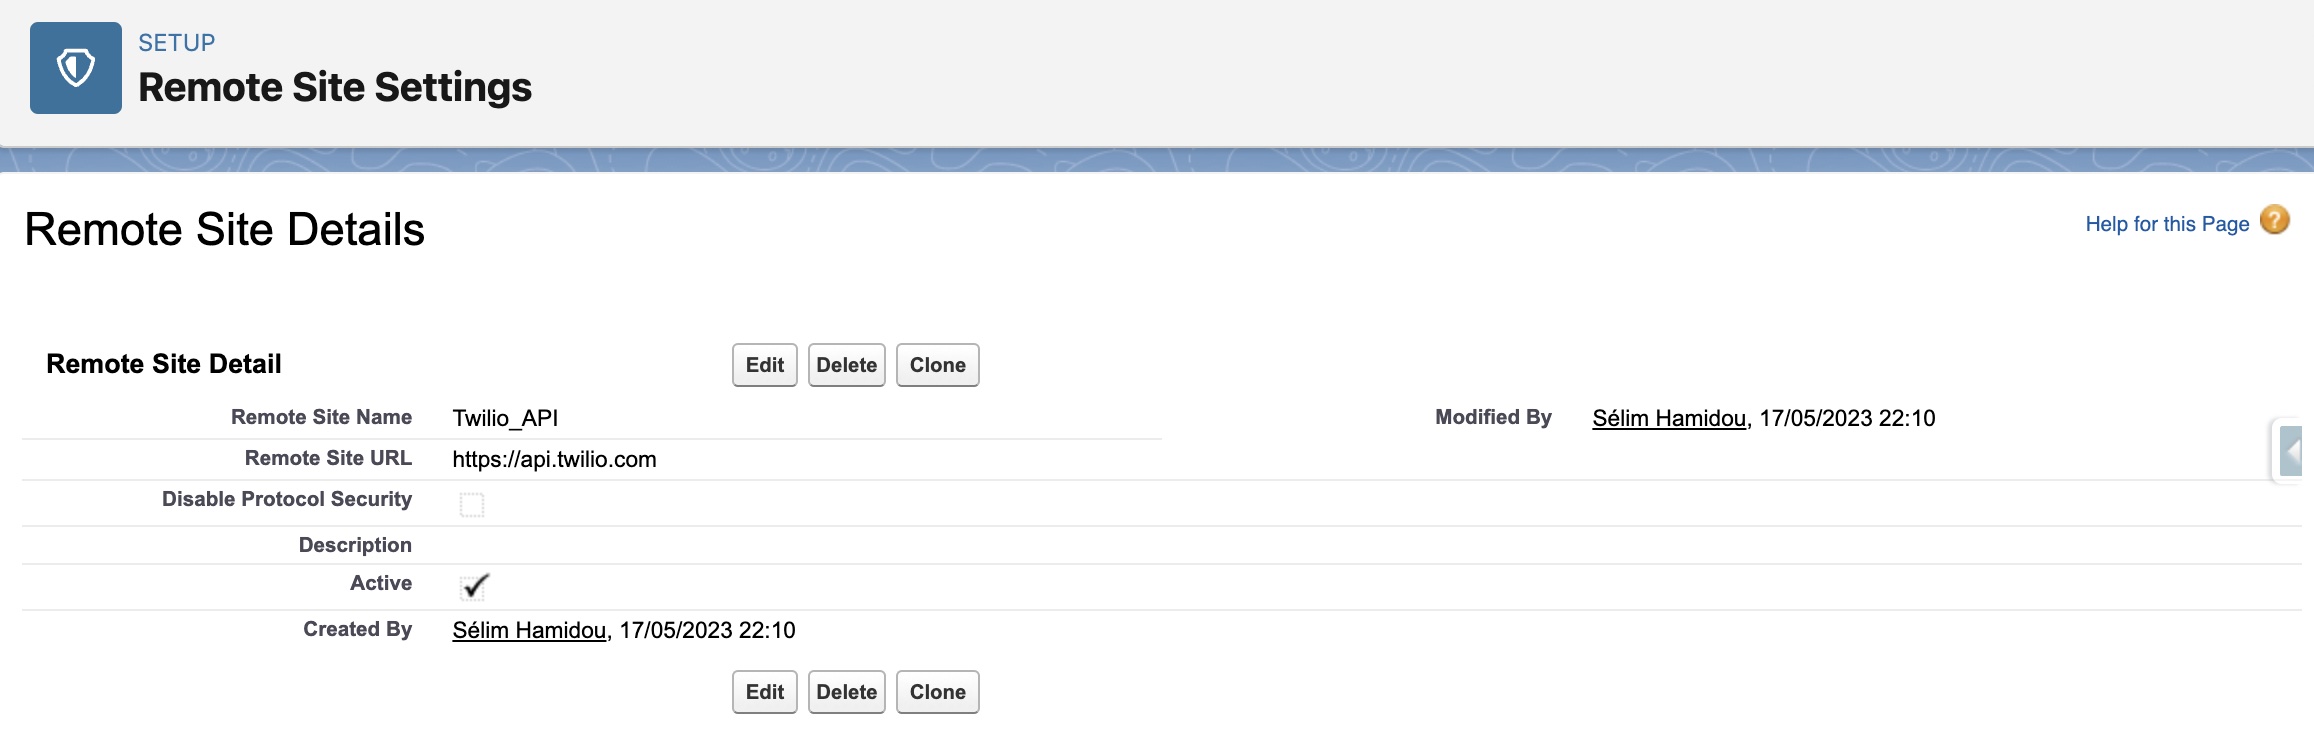 SETUP
Remote Site Settings
Remote Site Details
Help for this Page ?
Remote Site Detail
Edit Delete Clone
Remote Site Name Twilio_API Modified By Sélim Hamidou, 17/05/2023 22:10
Remote Site URL https://api.twilio.com
Disable Protocol Security
Description
Active
Created By Sélim Hamidou, 17/05/2023 22:10
Edit Delete Clone